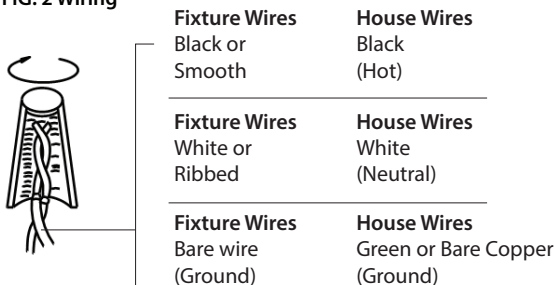 FIG. 2 Wiring
Fixture Wires House Wires
Black or Black
Smooth (Hot)
Fixture Wires House Wires
White or White
Ribbed (Neutral)
Fixture Wires House Wires
Bare wire Green or Bare Copper
(Ground) (Ground)